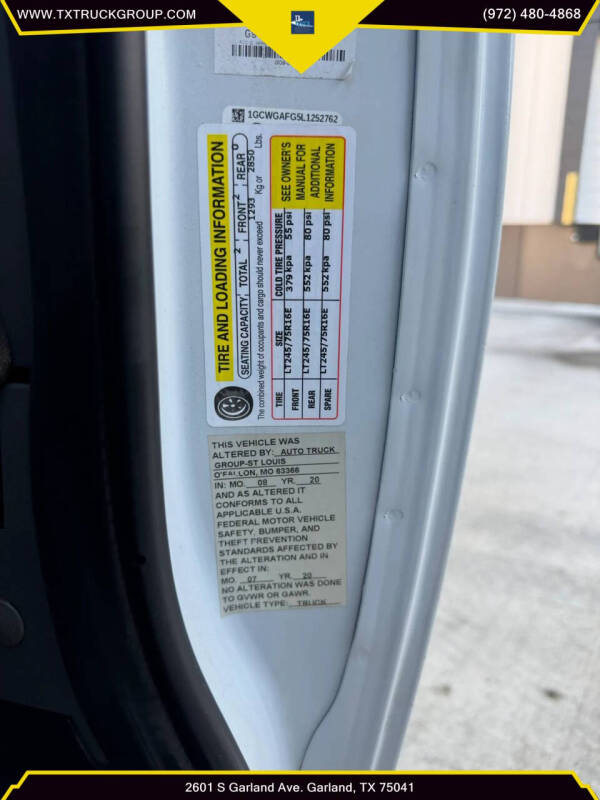 WWW.TXTRUCKGROUP.COM
(972) 480-4868
1GCWGAFG5L1252762
TIRE AND LOADING INFORMATION
SEATING CAPACITY TOTAL 2 FRONT 2 REAR 0
The combined weight of occupants and cargo should never exceed 1293 Kg or 2850 Lbs.
TIRE SIZE COLD TIRE PRESSURE
FRONT LT245/75R16E 379 kpa 55 psi
REAR LT245/75R16E 552 kpa 80 psi
SPARE LT245/75R16E 552 kpa 80 psi
SEE OWNER'S
MANUAL FOR
ADDITIONAL
INFORMATION
THIS VEHICLE WAS
ALTERED BY: AUTO TRUCK
GROUP-ST LOUIS
O'FALLON, MO 63366
IN: MO. 08 YR. 20
AND AS ALTERED IT
CONFORMS TO ALL
APPLICABLE U.S.A.
FEDERAL MOTOR VEHICLE
SAFETY, BUMPER, AND
THEFT PREVENTION
STANDARDS AFFECTED BY
THE ALTERATION AND IN
EFFECT IN:
MO. 07 YR. 20
NO ALTERATION WAS DONE
TO GVWR OR GAWR.
VEHICLE TYPE: TRUCK
2601 S Garland Ave. Garland, TX 75041